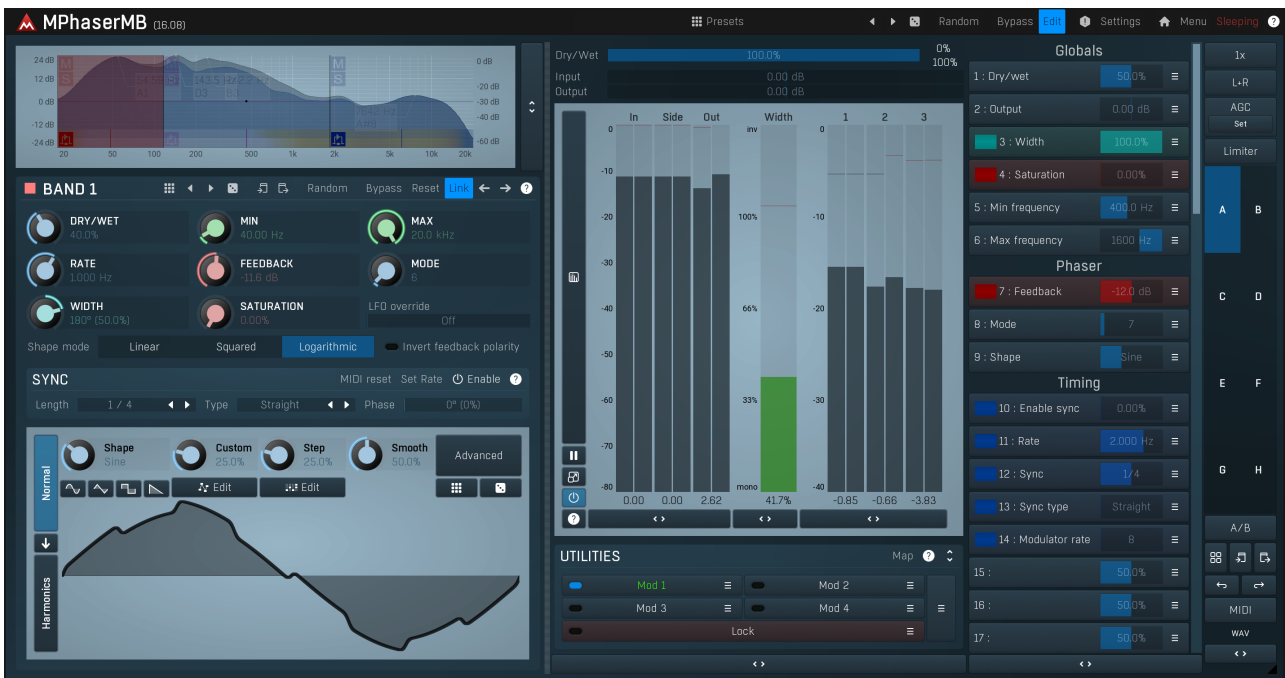 MPhaserMB (16.08) Presets Random Bypass Edit Settings Menu Sleeping ?
24 dB
12 dB
0 dB
-12 dB
-24 dB
M
S
M
S
0 dB
-20 dB
-30 dB
-40 dB
-60 dB
20 50 100 200 500 1k 2k 5k 10k 20k
BAND 1 Random Bypass Reset Link ?
DRY/WET
40.0%
MIN
40.00 Hz
MAX
20.0 kHz
RATE
1.000 Hz
FEEDBACK
-11.6 dB
MODE
6
WIDTH
180° (50.0%)
SATURATION
0.00%
LFO override
Off
Shape mode Linear Squared Logarithmic Invert feedback polarity
SYNC MIDI reset Set Rate Enable ?
Length 1 / 4 Type Straight Phase 0° (0%)
Normal
Harmonics
Shape
Sine
Custom
25.0%
Step
25.0%
Smooth
50.0%
Advanced
Edit Edit
Dry/Wet 100.0% 0%
100%
Input 0.00 dB
Output 0.00 dB
In Side Out Width 1 2 3
0
-10
-20
-30
-40
-50
-60
-70
-80
inv
100%
66%
33%
mono
0
-10
-20
-30
-40
0.00 0.00 2.62 41.7% -0.85 -0.66 -3.83
?
UTILITIES Map ?
Mod 1 Mod 2
Mod 3 Mod 4
Lock
Globals
1 : Dry/wet 50.0%
2 : Output 0.00 dB
3 : Width 100.0%
4 : Saturation 0.00%
5 : Min frequency 400.0 Hz
6 : Max frequency 1600 Hz
Phaser
7 : Feedback -12.0 dB
8 : Mode 7
9 : Shape Sine
Timing
10 : Enable sync 0.00%
11 : Rate 2.000 Hz
12 : Sync 1/4
13 : Sync type Straight
14 : Modulator rate 8
15 : 50.0%
16 : 50.0%
17 : 50.0%
1x
L+R
AGC
Set
Limiter
A B
C D
E F
G H
A/B
MIDI
WAV